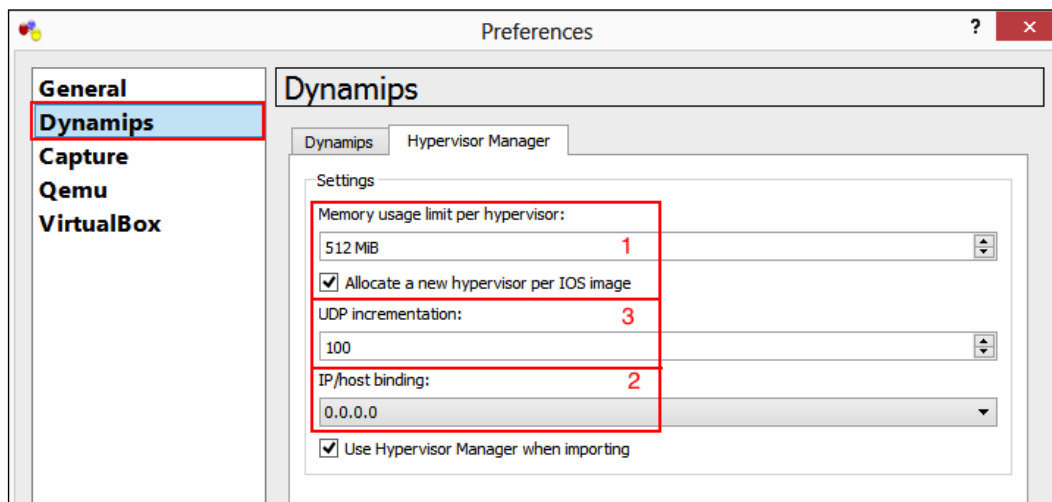 Preferences
?
General
Dynamips
Capture
Qemu
VirtualBox
Dynamips
Dynamips Hypervisor Manager
Settings
Memory usage limit per hypervisor:
512 MiB 1
Allocate a new hypervisor per IOS image
UDP incrementation: 3
100
IP/host binding: 2
0.0.0.0
Use Hypervisor Manager when importing